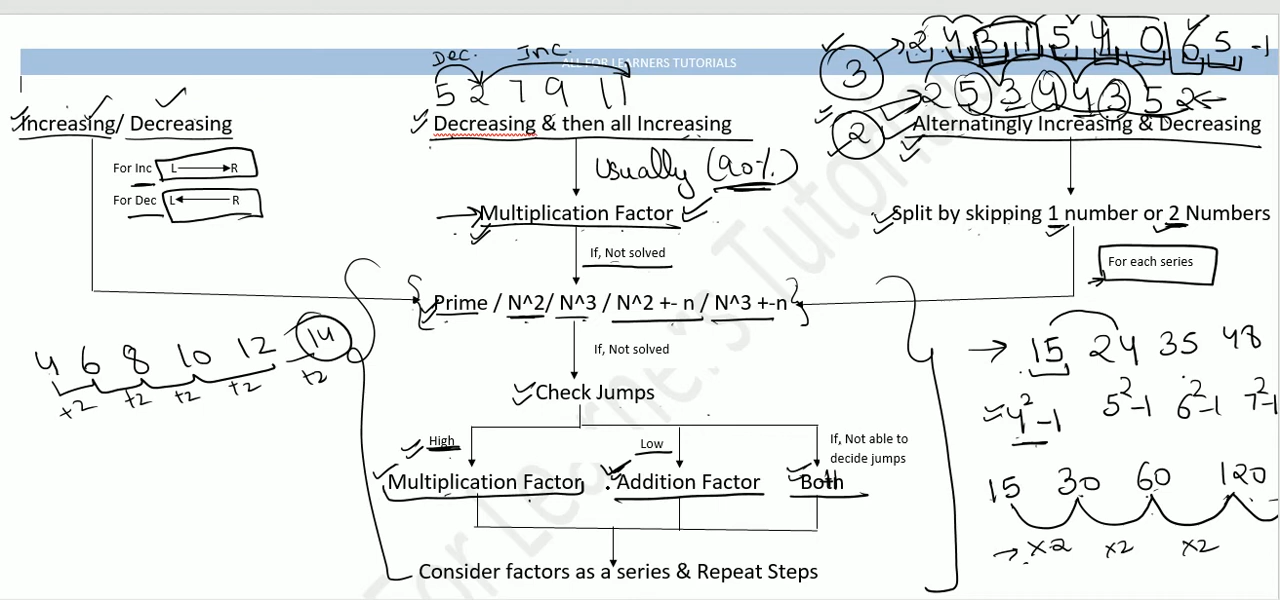 2 4 3 1 5 4 0 6 5 -1
3
Dec. Inc.
ALL FOR LEARNERS TUTORIALS
5 2 7 9 11
2 5 3 4 4 3 5 2
2
Increasing/ Decreasing
Decreasing & then all Increasing
Alternatingly Increasing & Decreasing
For Inc L R
For Dec L R
Usually (90%)
Multiplication Factor
Split by skipping 1 number or 2 Numbers
If, Not solved
For each series
Prime / N^2/ N^3 / N^2 +- n / N^3 +-n
4 6 8 10 12 14
+2 +2 +2 +2 +2
If, Not solved
15 24 35 48
Check Jumps
4²-1 5²-1 6²-1 7²-1
High
Low
If, Not able to
decide jumps
Multiplication Factor
Addition Factor
Both
15 30 60 120
×2 ×2 ×2
Consider factors as a series & Repeat Steps